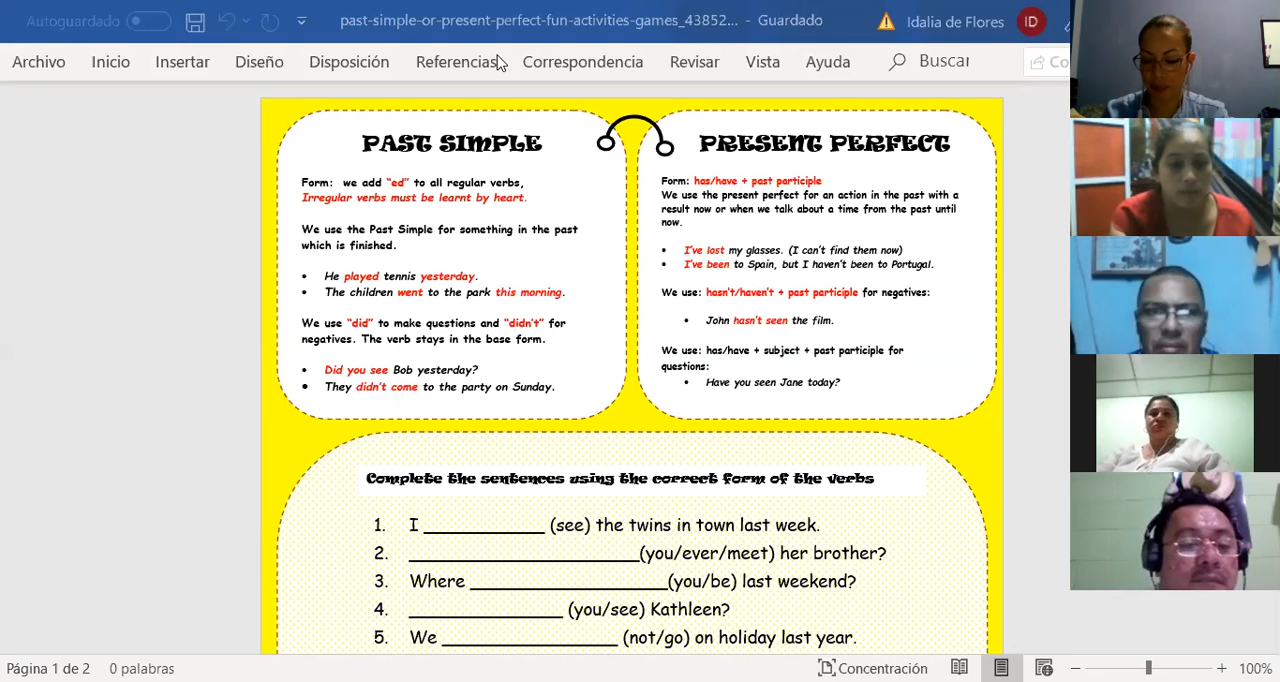 Autoguardado
past-simple-or-present-perfect-fun-activities-games_43852... - Guardado
Idalia de Flores ID
Archivo Inicio Insertar Diseño Disposición Referencias Correspondencia Revisar Vista Ayuda Buscar Co
PAST SIMPLE
Form: we add "ed" to all regular verbs,
Irregular verbs must be learnt by heart.
We use the Past Simple for something in the past
which is finished.
• He played tennis yesterday.
• The children went to the park this morning.
We use "did" to make questions and "didn't" for
negatives. The verb stays in the base form.
• Did you see Bob yesterday?
• They didn't come to the party on Sunday.
PRESENT PERFECT
Form: has/have + past participle
We use the present perfect for an action in the past with a
result now or when we talk about a time from the past until
now.
• I've lost my glasses. (I can't find them now)
• I've been to Spain, but I haven't been to Portugal.
We use: hasn't/haven't + past participle for negatives:
• John hasn't seen the film.
We use: has/have + subject + past participle for
questions:
• Have you seen Jane today?
Complete the sentences using the correct form of the verbs
1. I ____________ (see) the twins in town last week.
2. _______________________(you/ever/meet) her brother?
3. Where ____________________(you/be) last weekend?
4. _______________ (you/see) Kathleen?
5. We _________________ (not/go) on holiday last year.
Página 1 de 2 0 palabras Concentración 100%